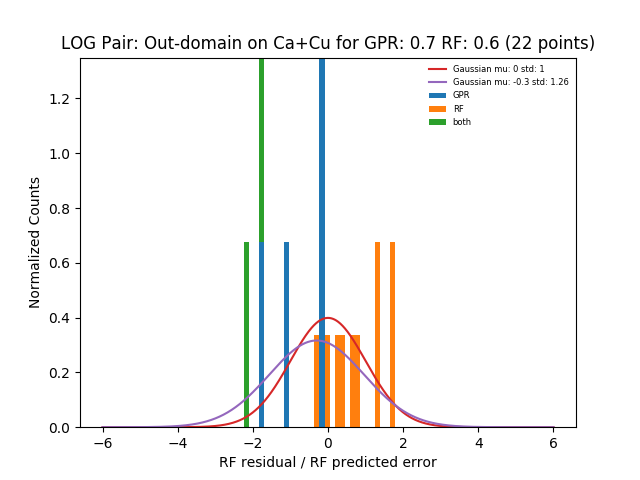 LOG Pair: Out-domain on Ca+Cu for GPR: 0.7 RF: 0.6 (22 points)
Gaussian mu: 0 std: 1
Gaussian mu: -0.3 std: 1.26
GPR
RF
both
Normalized Counts
1.2
1.0
0.8
0.6
0.4
0.2
0.0
−6
−4
−2
0
2
4
6
RF residual / RF predicted error